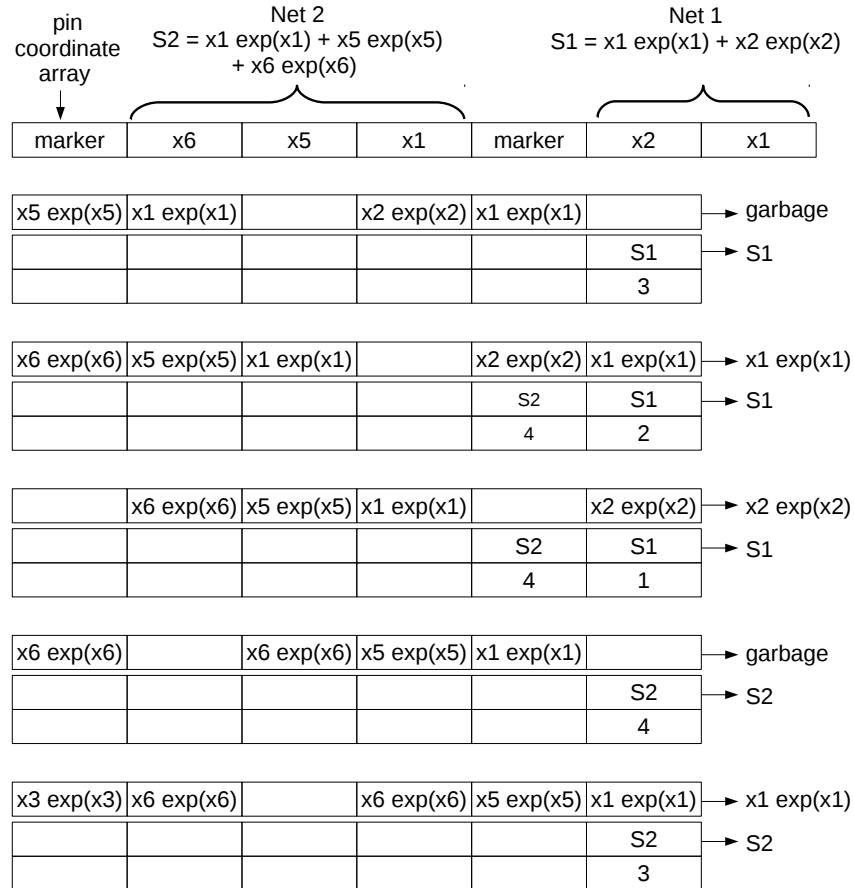 pin
coordinate
array
Net 2
S2 = x1 exp(x1) + x5 exp(x5)
+ x6 exp(x6)
Net 1
S1 = x1 exp(x1) + x2 exp(x2)
marker x6 x5 x1 marker x2 x1
x5 exp(x5) x1 exp(x1) x2 exp(x2) x1 exp(x1) garbage
S1 S1
3
x6 exp(x6) x5 exp(x5) x1 exp(x1) x2 exp(x2) x1 exp(x1) x1 exp(x1)
S2 S1 S1
4 2
x6 exp(x6) x5 exp(x5) x1 exp(x1) x2 exp(x2) x2 exp(x2)
S2 S1 S1
4 1
x6 exp(x6) x6 exp(x6) x5 exp(x5) x1 exp(x1) garbage
S2 S2
4
x3 exp(x3) x6 exp(x6) x6 exp(x6) x5 exp(x5) x1 exp(x1) x1 exp(x1)
S2 S2
3